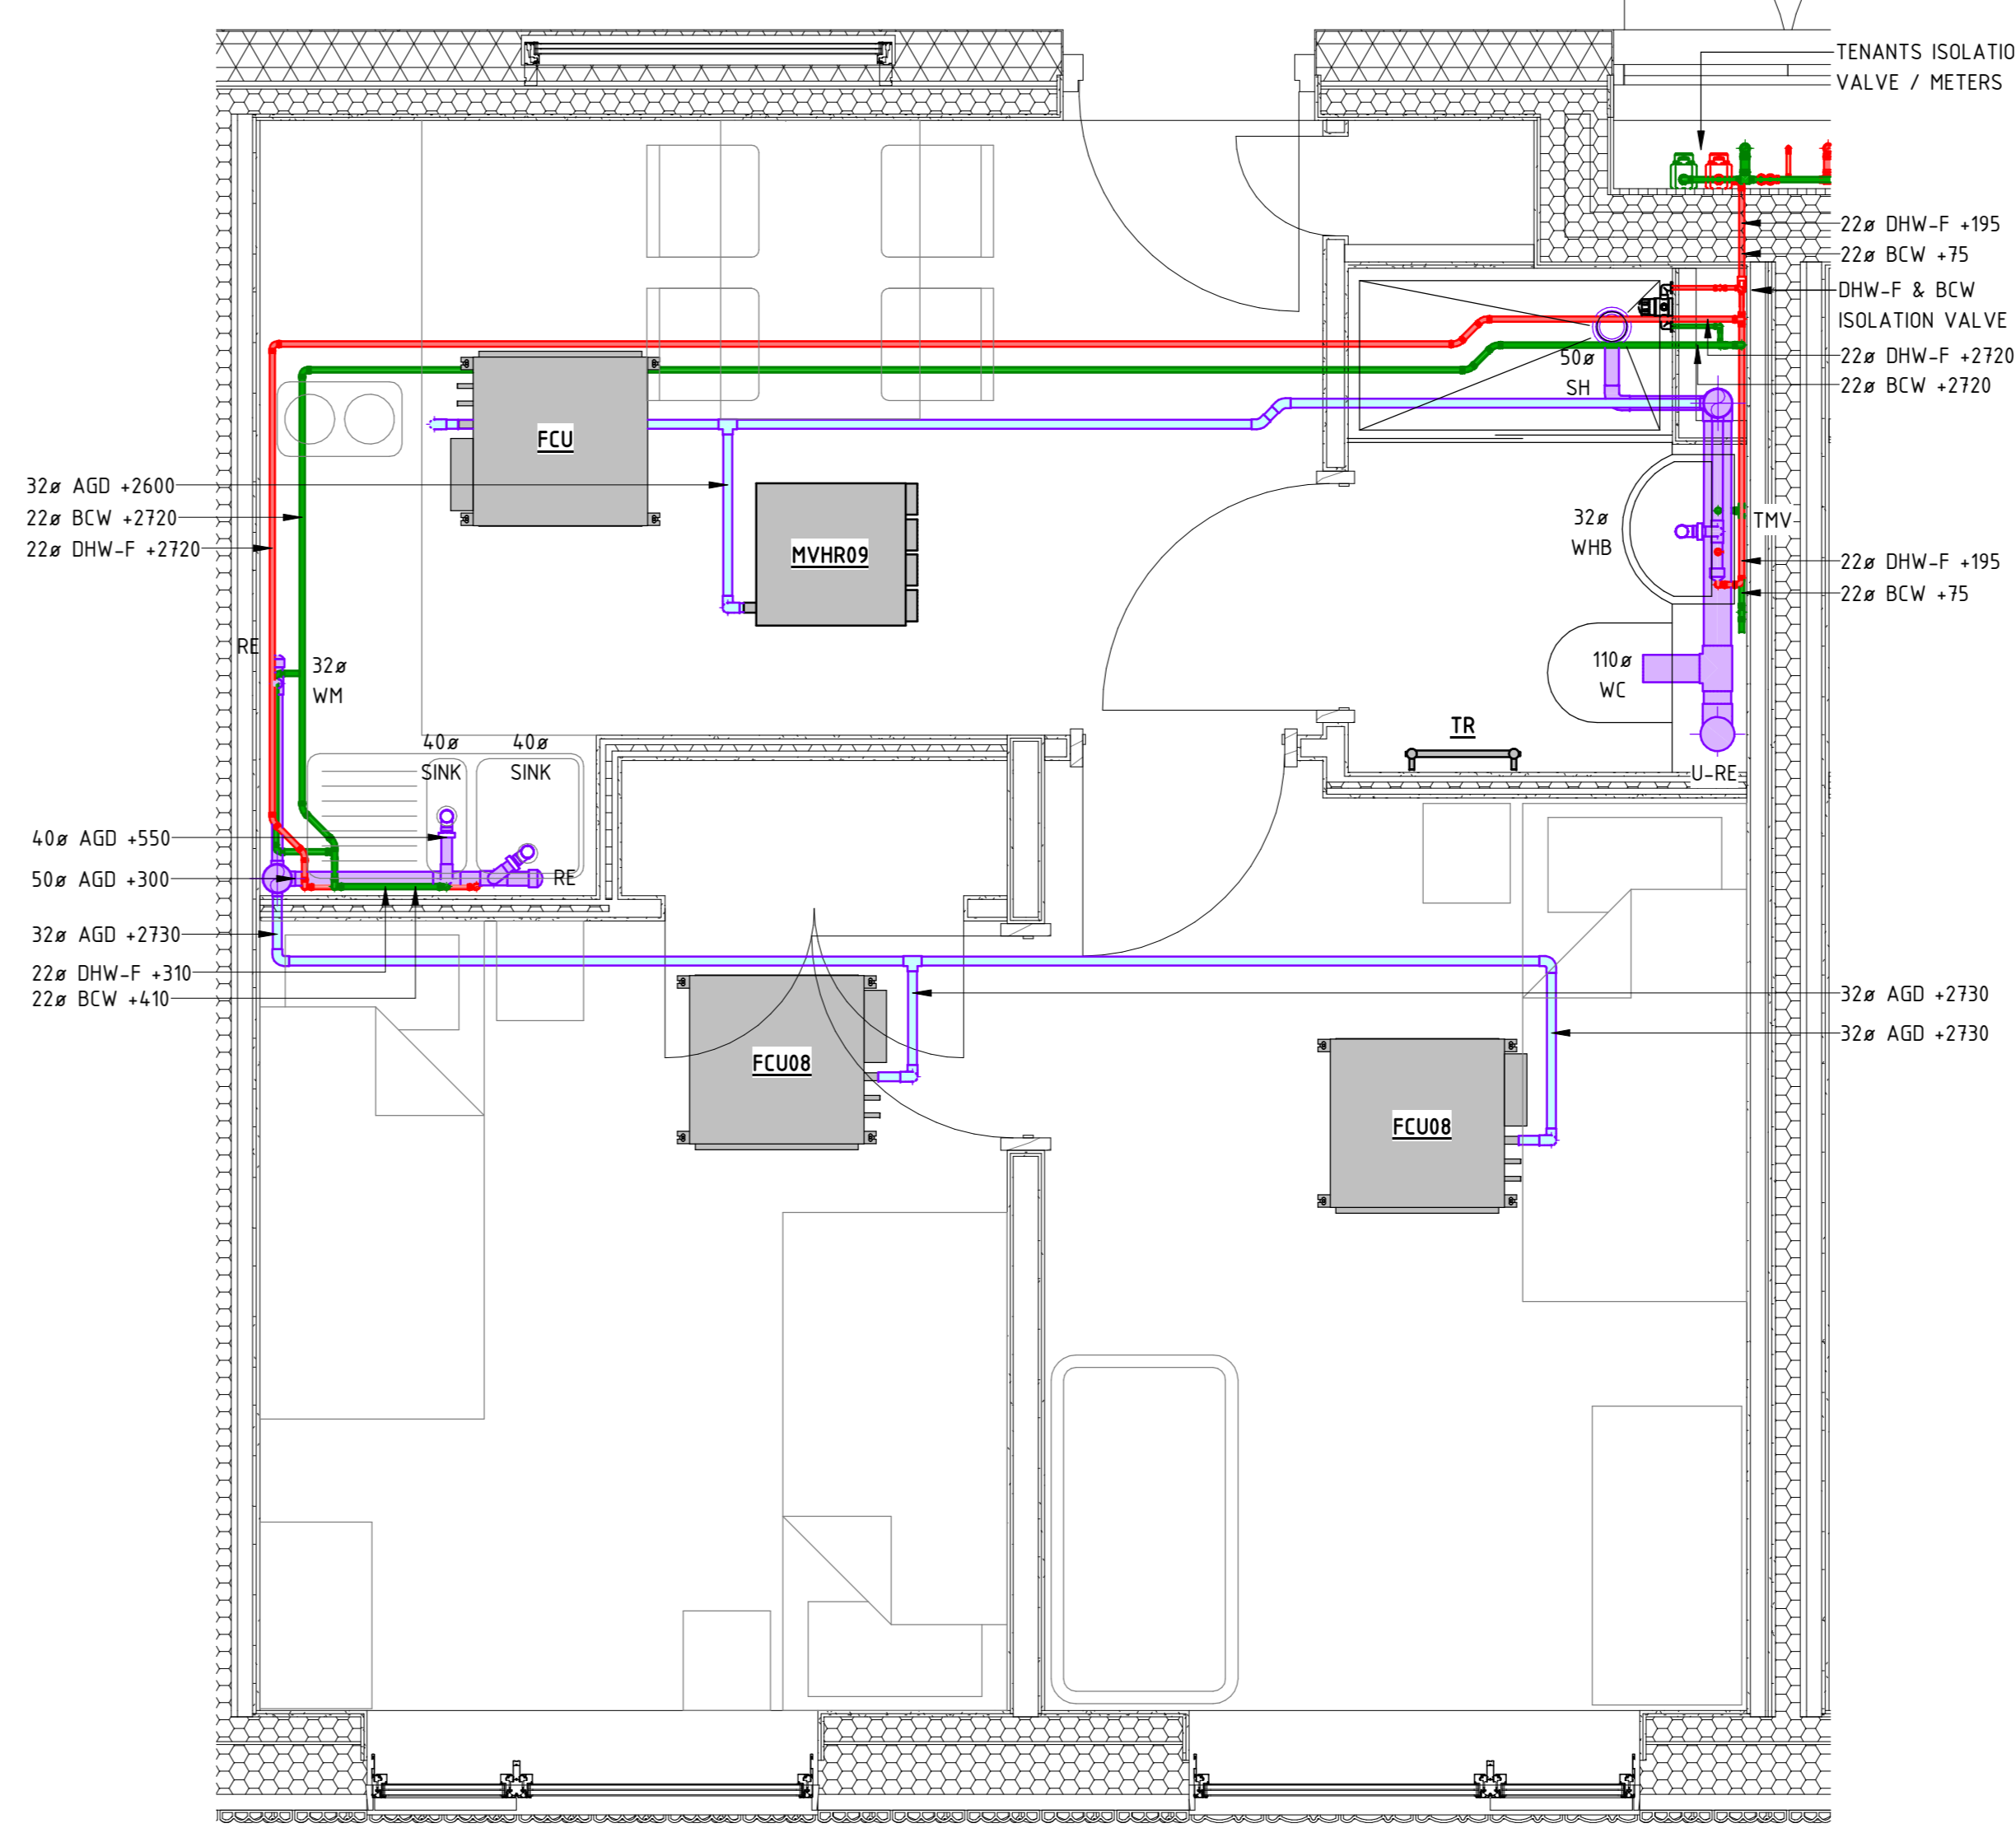 TENANTS ISOLATIO
VALVE / METERS
22ø DHW-F +195
22ø BCW +75
DHW-F & BCW
ISOLATION VALVE
22ø DHW-F +2720
22ø BCW +2720
50ø
SH
FCU
32ø AGD +2600
22ø BCW +2720
22ø DHW-F +2720
MVHR09
32ø
WHB
TMV
22ø DHW-F +195
22ø BCW +75
RE
32ø
WM
110ø
WC
TR
U-RE
40ø
SINK
40ø
SINK
40ø AGD +550
50ø AGD +300
RE
32ø AGD +2730
22ø DHW-F +310
22ø BCW +410
32ø AGD +2730
32ø AGD +2730
FCU08
FCU08